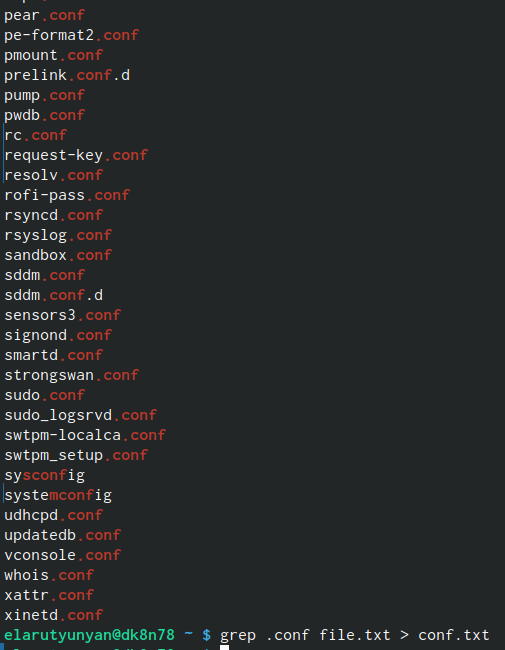 pear.conf
pe-format2.conf
pmount.conf
prelink.conf.d
pump.conf
pwdb.conf
rc.conf
request-key.conf
resolv.conf
rofi-pass.conf
rsyncd.conf
rsyslog.conf
sandbox.conf
sddm.conf
sddm.conf.d
sensors3.conf
signond.conf
smartd.conf
strongswan.conf
sudo.conf
sudo_logsrvd.conf
swtpm-localca.conf
swtpm_setup.conf
sysconfig
systemconfig
udhcpd.conf
updatedb.conf
vconsole.conf
whois.conf
xattr.conf
xinetd.conf
elarutyunyan@dk8n78 ~ $ grep .conf file.txt > conf.txt